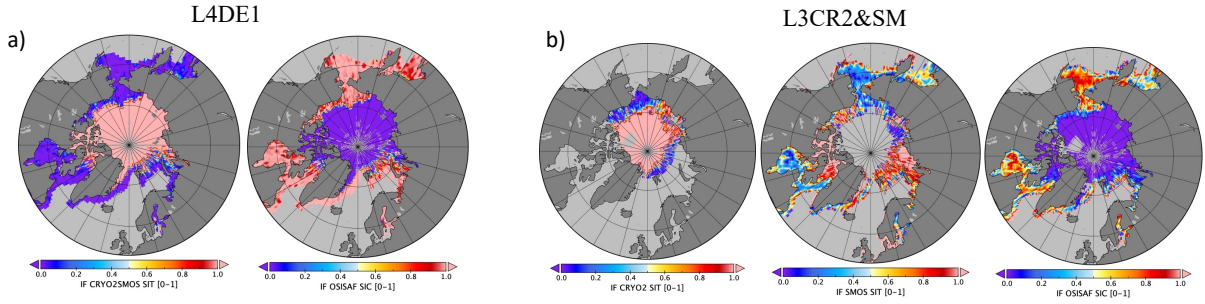 L4DE1
L3CR2&SM
a)
b)
0.0 0.2 0.4 0.6 0.8 1.0
IF CRYO2SMOS SIT [0-1]
0.0 0.2 0.4 0.6 0.8 1.0
IF OSISAF SIC [0-1]
0.0 0.2 0.4 0.6 0.8 1.0
IF CRYO2 SIT [0-1]
0.0 0.2 0.4 0.6 0.8 1.0
IF SMOS SIT [0-1]
0.0 0.2 0.4 0.6 0.8 1.0
IF OSISAF SIC [0-1]